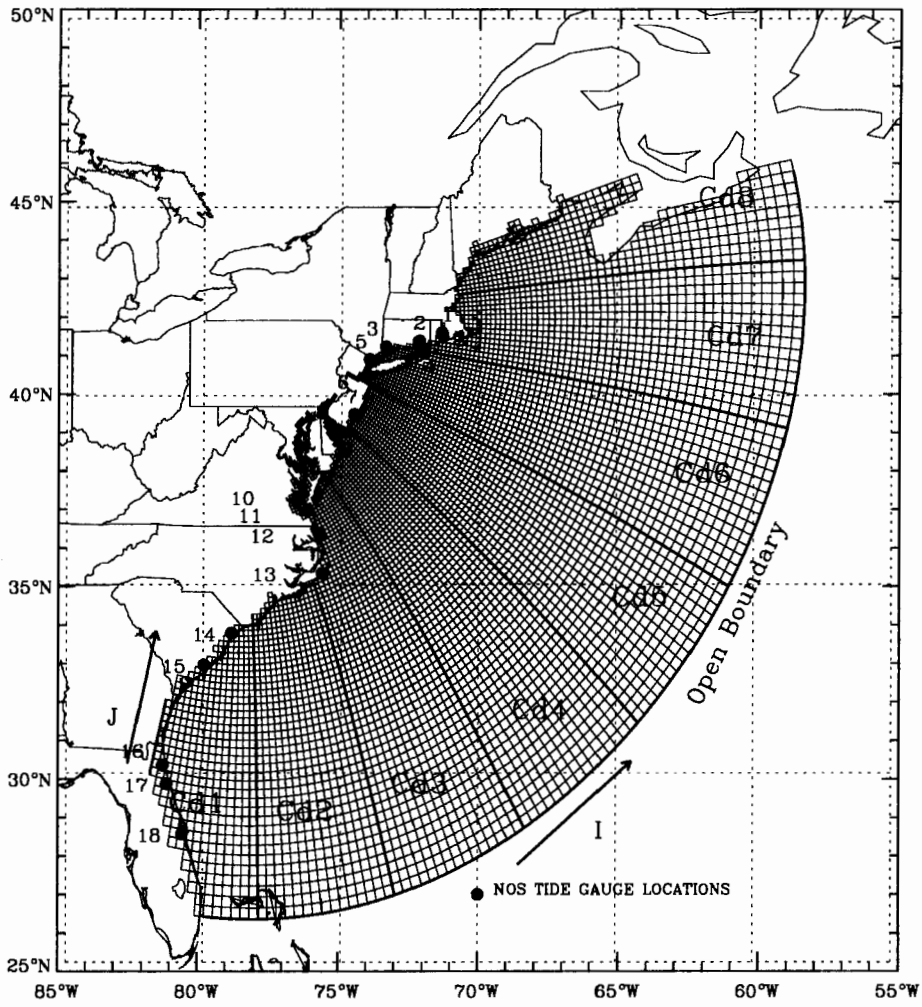 50°N
45°N
Cd8
Cd7
1
2
3
5
6
40°N
Cd6
10
11
12
35°N
13
Cd5
Open Boundary
14
15
Cd4
J
16
30°N
17
Cd1
Cd2
Cd3
18
I
NOS TIDE GAUGE LOCATIONS
25°N
85°W 80°W 75°W 70°W 65°W 60°W 55°W